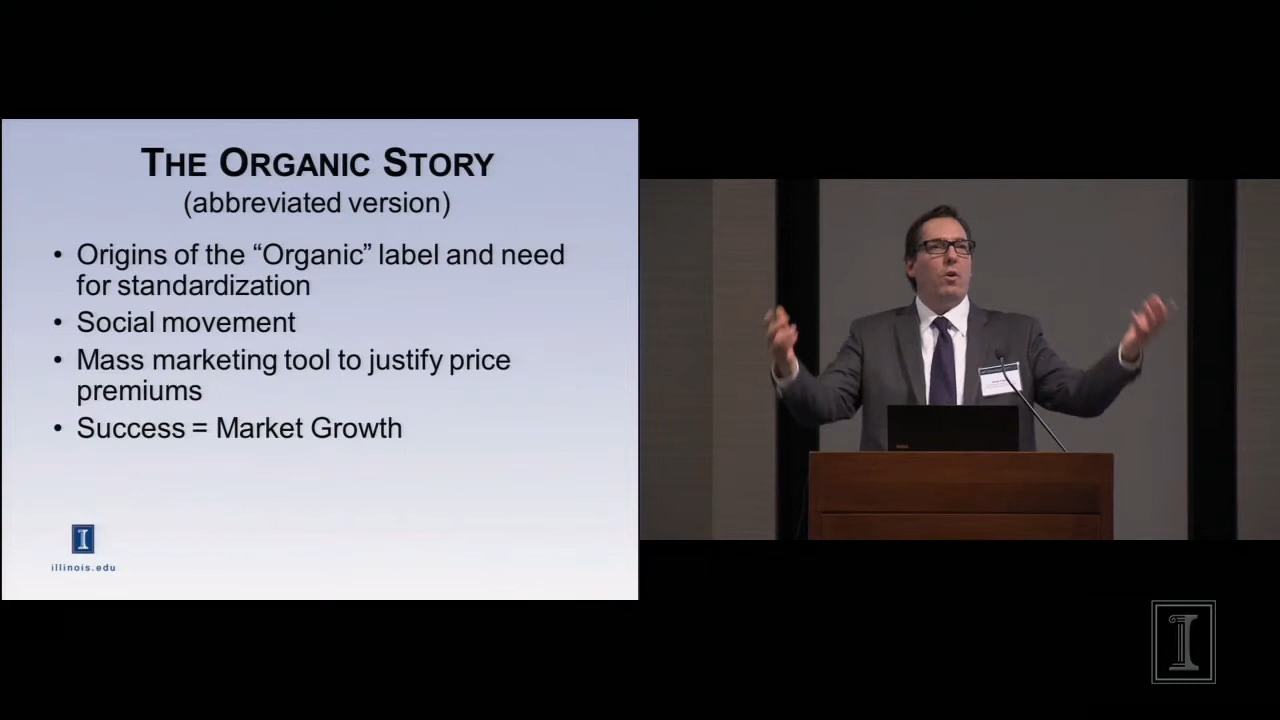 THE ORGANIC STORY
(abbreviated version)
• Origins of the “Organic” label and need
for standardization
• Social movement
• Mass marketing tool to justify price
premiums
• Success = Market Growth
I
illinois.edu
I